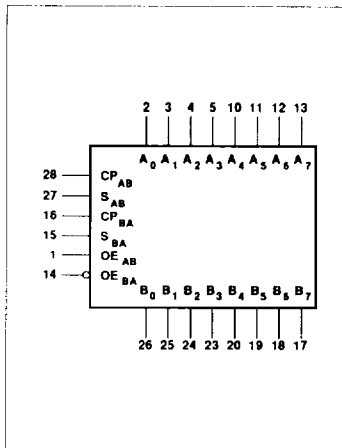 2 3 4 5 10 11 12 13
A0 A1 A2 A3 A4 A5 A6 A7
28 CPAB
27 SAB
16 CPBA
15 SBA
1 OEAB
14 OEBA
B0 B1 B2 B3 B4 B5 B6 B7
26 25 24 23 20 19 18 17